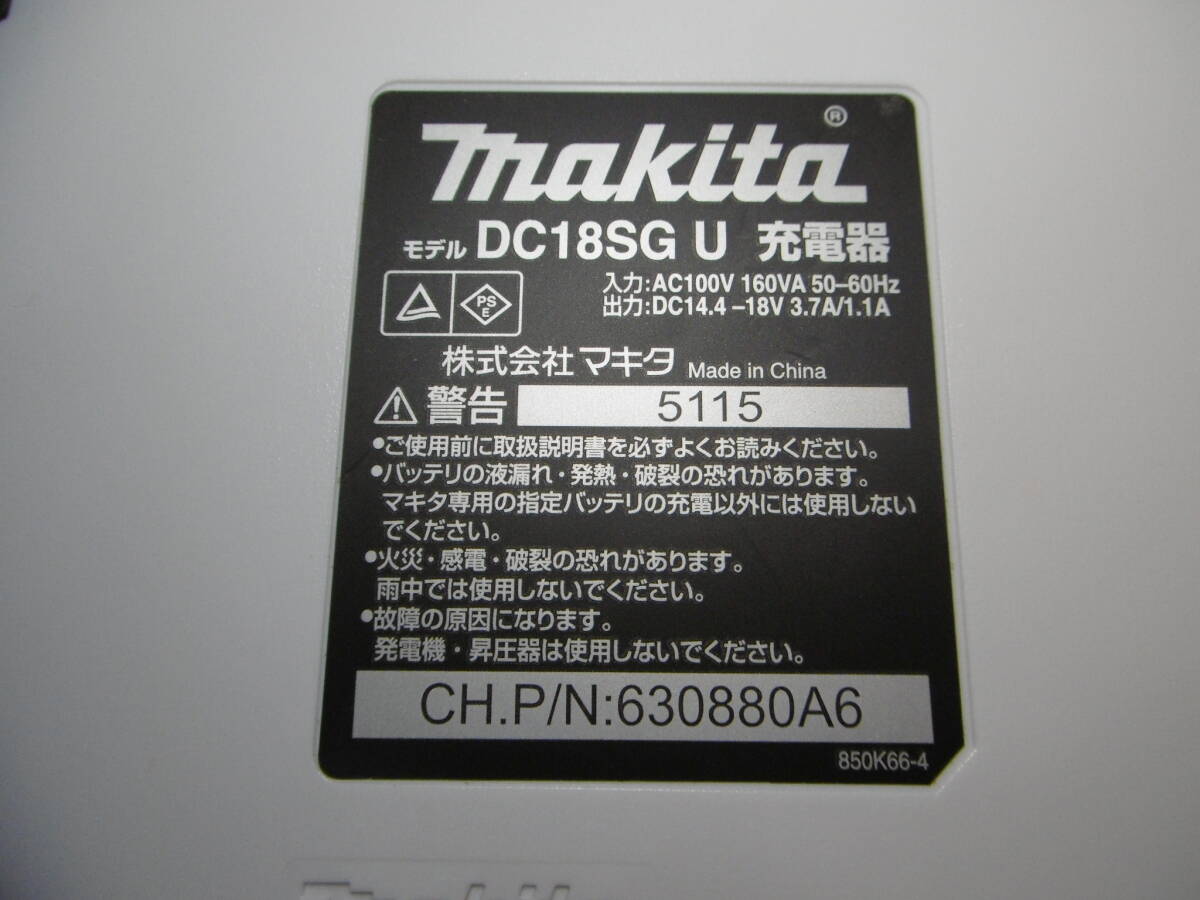 makita®
モデル DC18SG U 充電器
入力:AC100V 160VA 50–60Hz
出力:DC14.4 –18V 3.7A/1.1A
PS
E
株式会社 マキタ Made in China
警告 5115
•ご使用前に取扱説明書を必ずよくお読みください。
•バッテリの液漏れ・発熱・破裂の恐れがあります。
マキタ専用の指定バッテリの充電以外には使用しない
でください。
•火災・感電・破裂の恐れがあります。
雨中では使用しないでください。
•故障の原因になります。
発電機・昇圧器は使用しないでください。
CH.P/N:630880A6
850K66-4